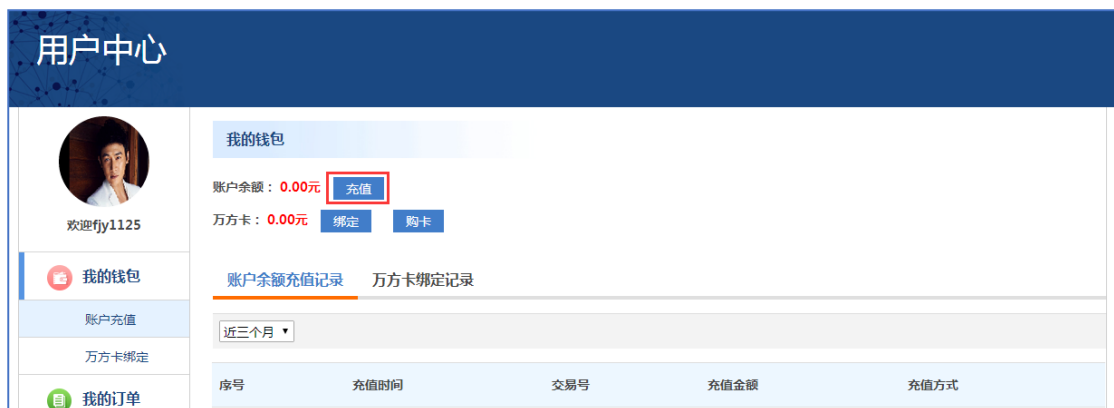 用户中心
欢迎fjy1125
我的钱包
账户充值
万方卡绑定
我的订单
我的钱包
账户余额：0.00元 充值
万方卡：0.00元 绑定 购卡
账户余额充值记录 万方卡绑定记录
近三个月
序号 充值时间 交易号 充值金额 充值方式